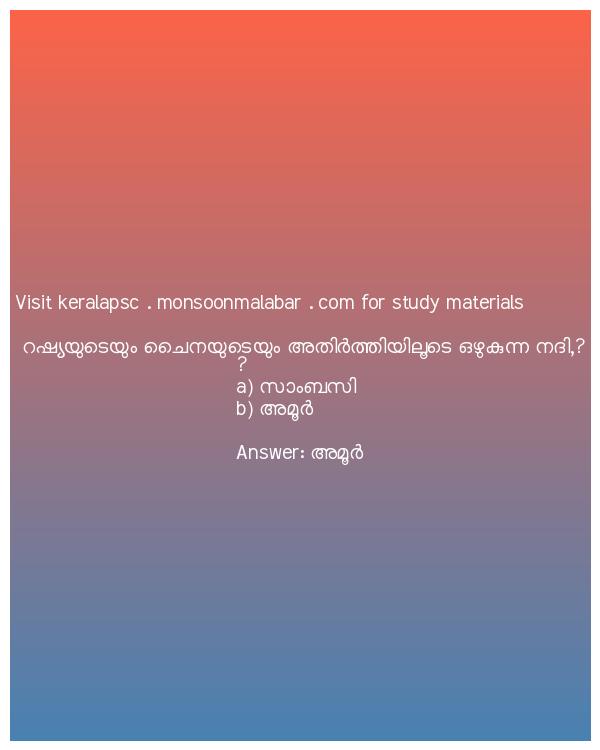 Visit keralapsc . monsoonmalabar . com for study materials
റഷ്യയുടെയും ചൈനയുടെയും അതിർത്തിയിലൂടെ ഒഴുകുന്ന നദി,?
?
a) സാംബസി
b) അമൂർ
Answer: അമൂർ